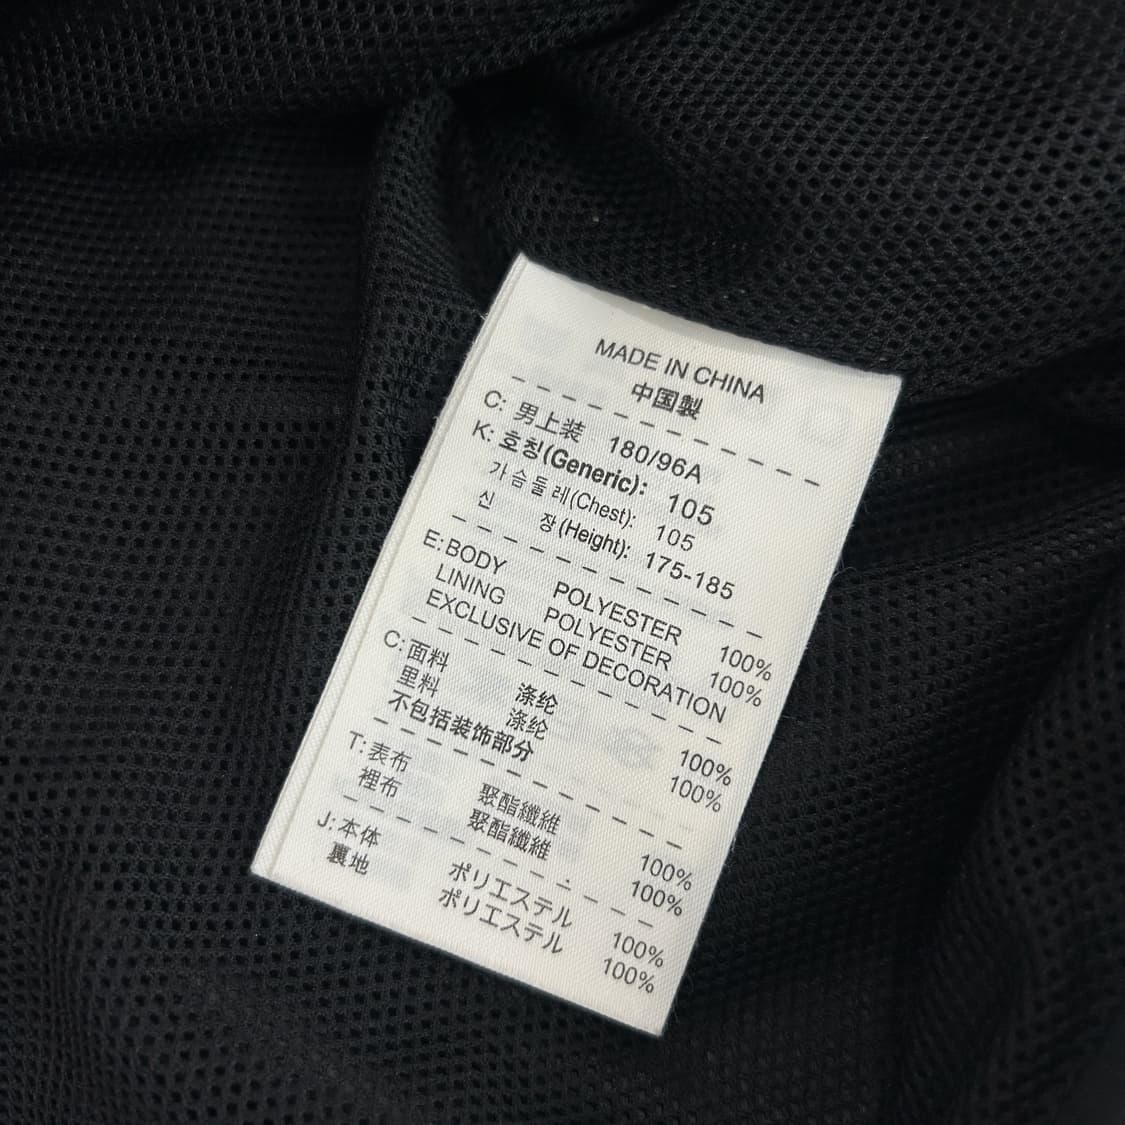 MADE IN CHINA
中国製
C: 男上装 180/96A
K: 호칭(Generic): 105
가슴둘레(Chest): 105
신 장(Height): 175-185
E: BODY POLYESTER 100%
LINING POLYESTER 100%
EXCLUSIVE OF DECORATION
C: 面料 涤纶 100%
里料 涤纶 100%
不包括装饰部分
T: 表布 聚酯纖維 100%
裡布 聚酯纖維 100%
J: 本体 ポリエステル 100%
裏地 ポリエステル 100%